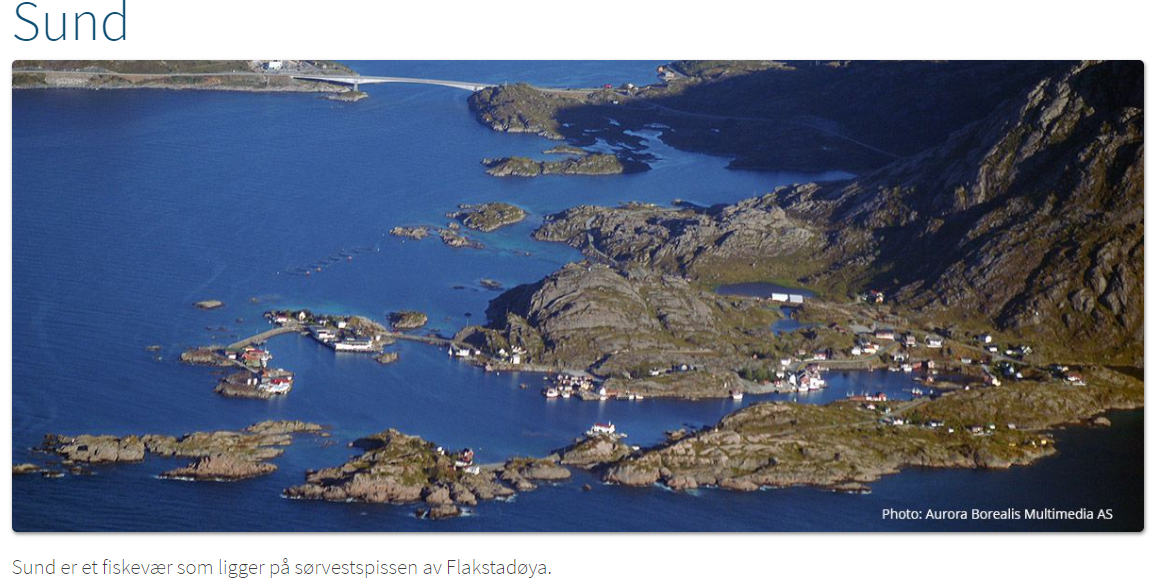 Sund
Photo: Aurora Borealis Multimedia AS
Sund er et fiskevær som ligger på sørvestspissen av Flakstadøya.